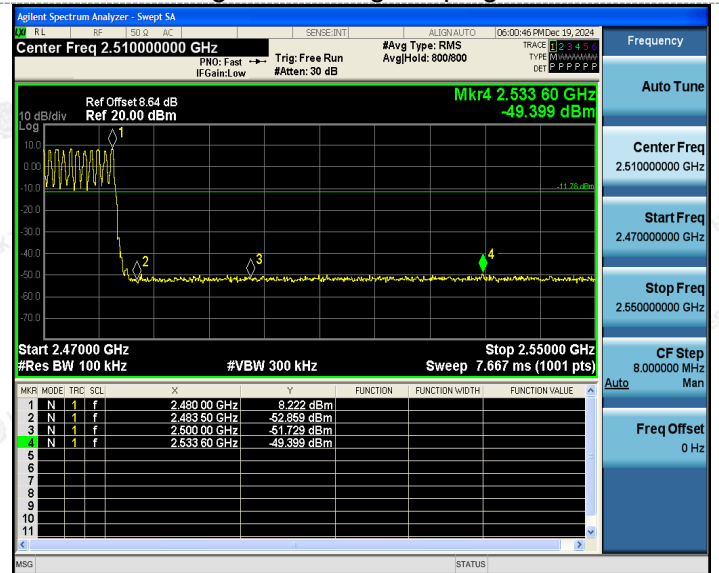 Agilent Spectrum Analyzer - Swept SA
LXI RL RF 50 Ω AC SENSE:INT ALIGNAUTO 06:00:46 PM Dec 19, 2024
Center Freq 2.510000000 GHz
#Avg Type: RMS
TRACE 1 2 3 4 5 6
PNO: Fast
Trig: Free Run
Avg|Hold: 800/800
TYPE M WWWWW
IFGain:Low
#Atten: 30 dB
DET P P P P P P
Mkr4 2.533 60 GHz
-49.399 dBm
Ref Offset 8.64 dB
10 dB/div Ref 20.00 dBm
Log
10.0
0.00
-10.0
-20.0
-30.0
-40.0
-50.0
-60.0
-70.0
1
-11.78 dBm
2
3
4
Start 2.47000 GHz Stop 2.55000 GHz
#Res BW 100 kHz #VBW 300 kHz Sweep 7.667 ms (1001 pts)
MKR MODE TRC SCL X Y FUNCTION FUNCTION WIDTH FUNCTION VALUE
1 N 1 f 2.480 00 GHz 8.222 dBm
2 N 1 f 2.483 50 GHz -52.859 dBm
3 N 1 f 2.500 00 GHz -51.729 dBm
4 N 1 f 2.533 60 GHz -49.399 dBm
5
6
7
8
9
10
11
MSG STATUS
Frequency
Auto Tune
Center Freq
2.510000000 GHz
Start Freq
2.470000000 GHz
Stop Freq
2.550000000 GHz
CF Step
8.000000 MHz
Auto Man
Freq Offset
0 Hz